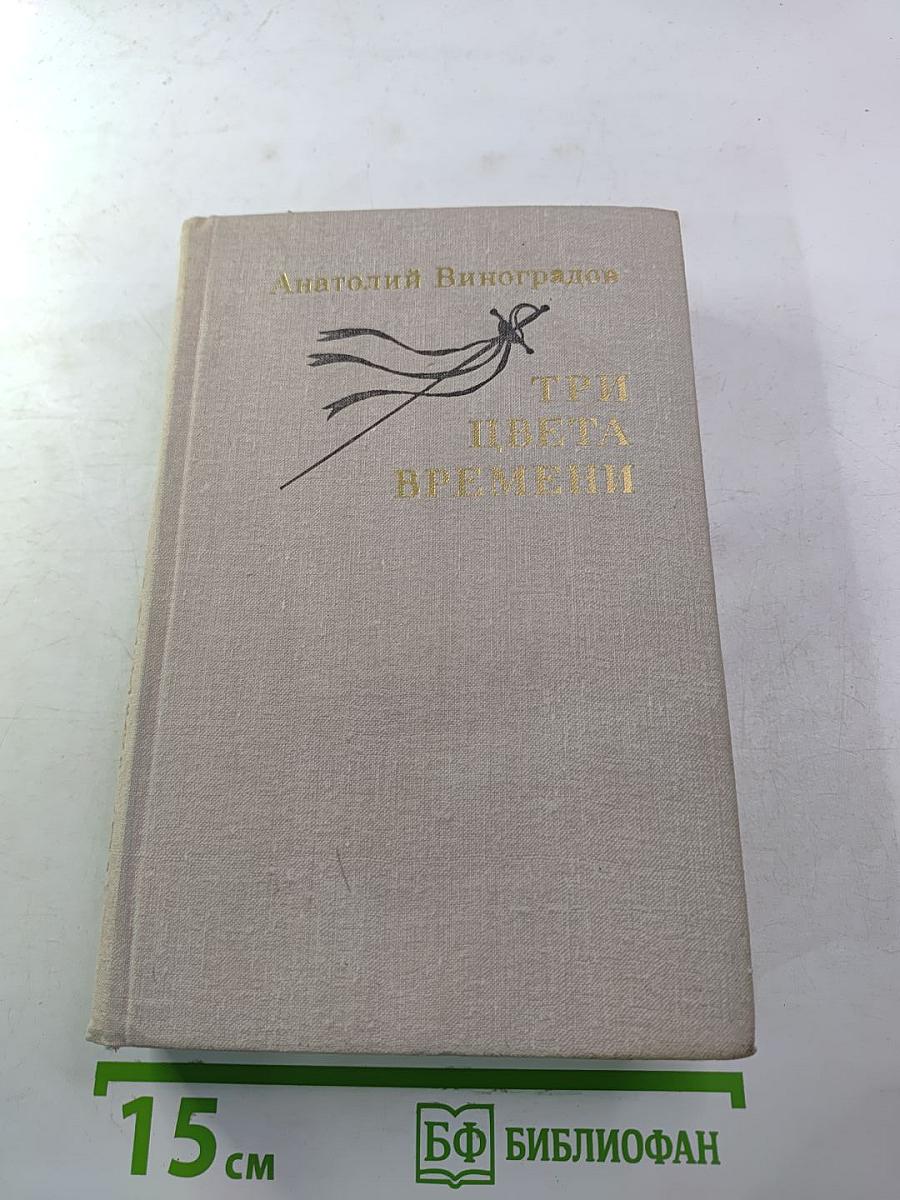 Анатолий Виноградов
ТРИ
ЦВЕТА
ВРЕМЕНИ
15 см
БФ БИБЛИОФАН